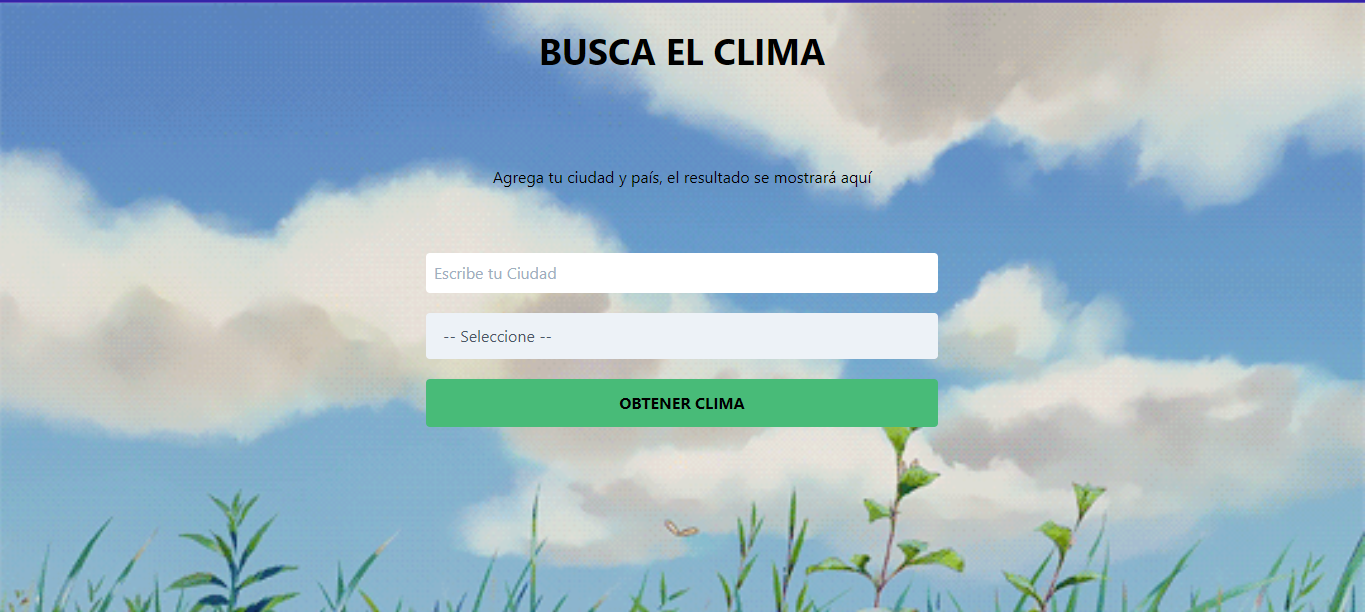 BUSCA EL CLIMA
Agrega tu ciudad y país, el resultado se mostrará aquí
Escribe tu Ciudad
-- Seleccione --
OBTENER CLIMA